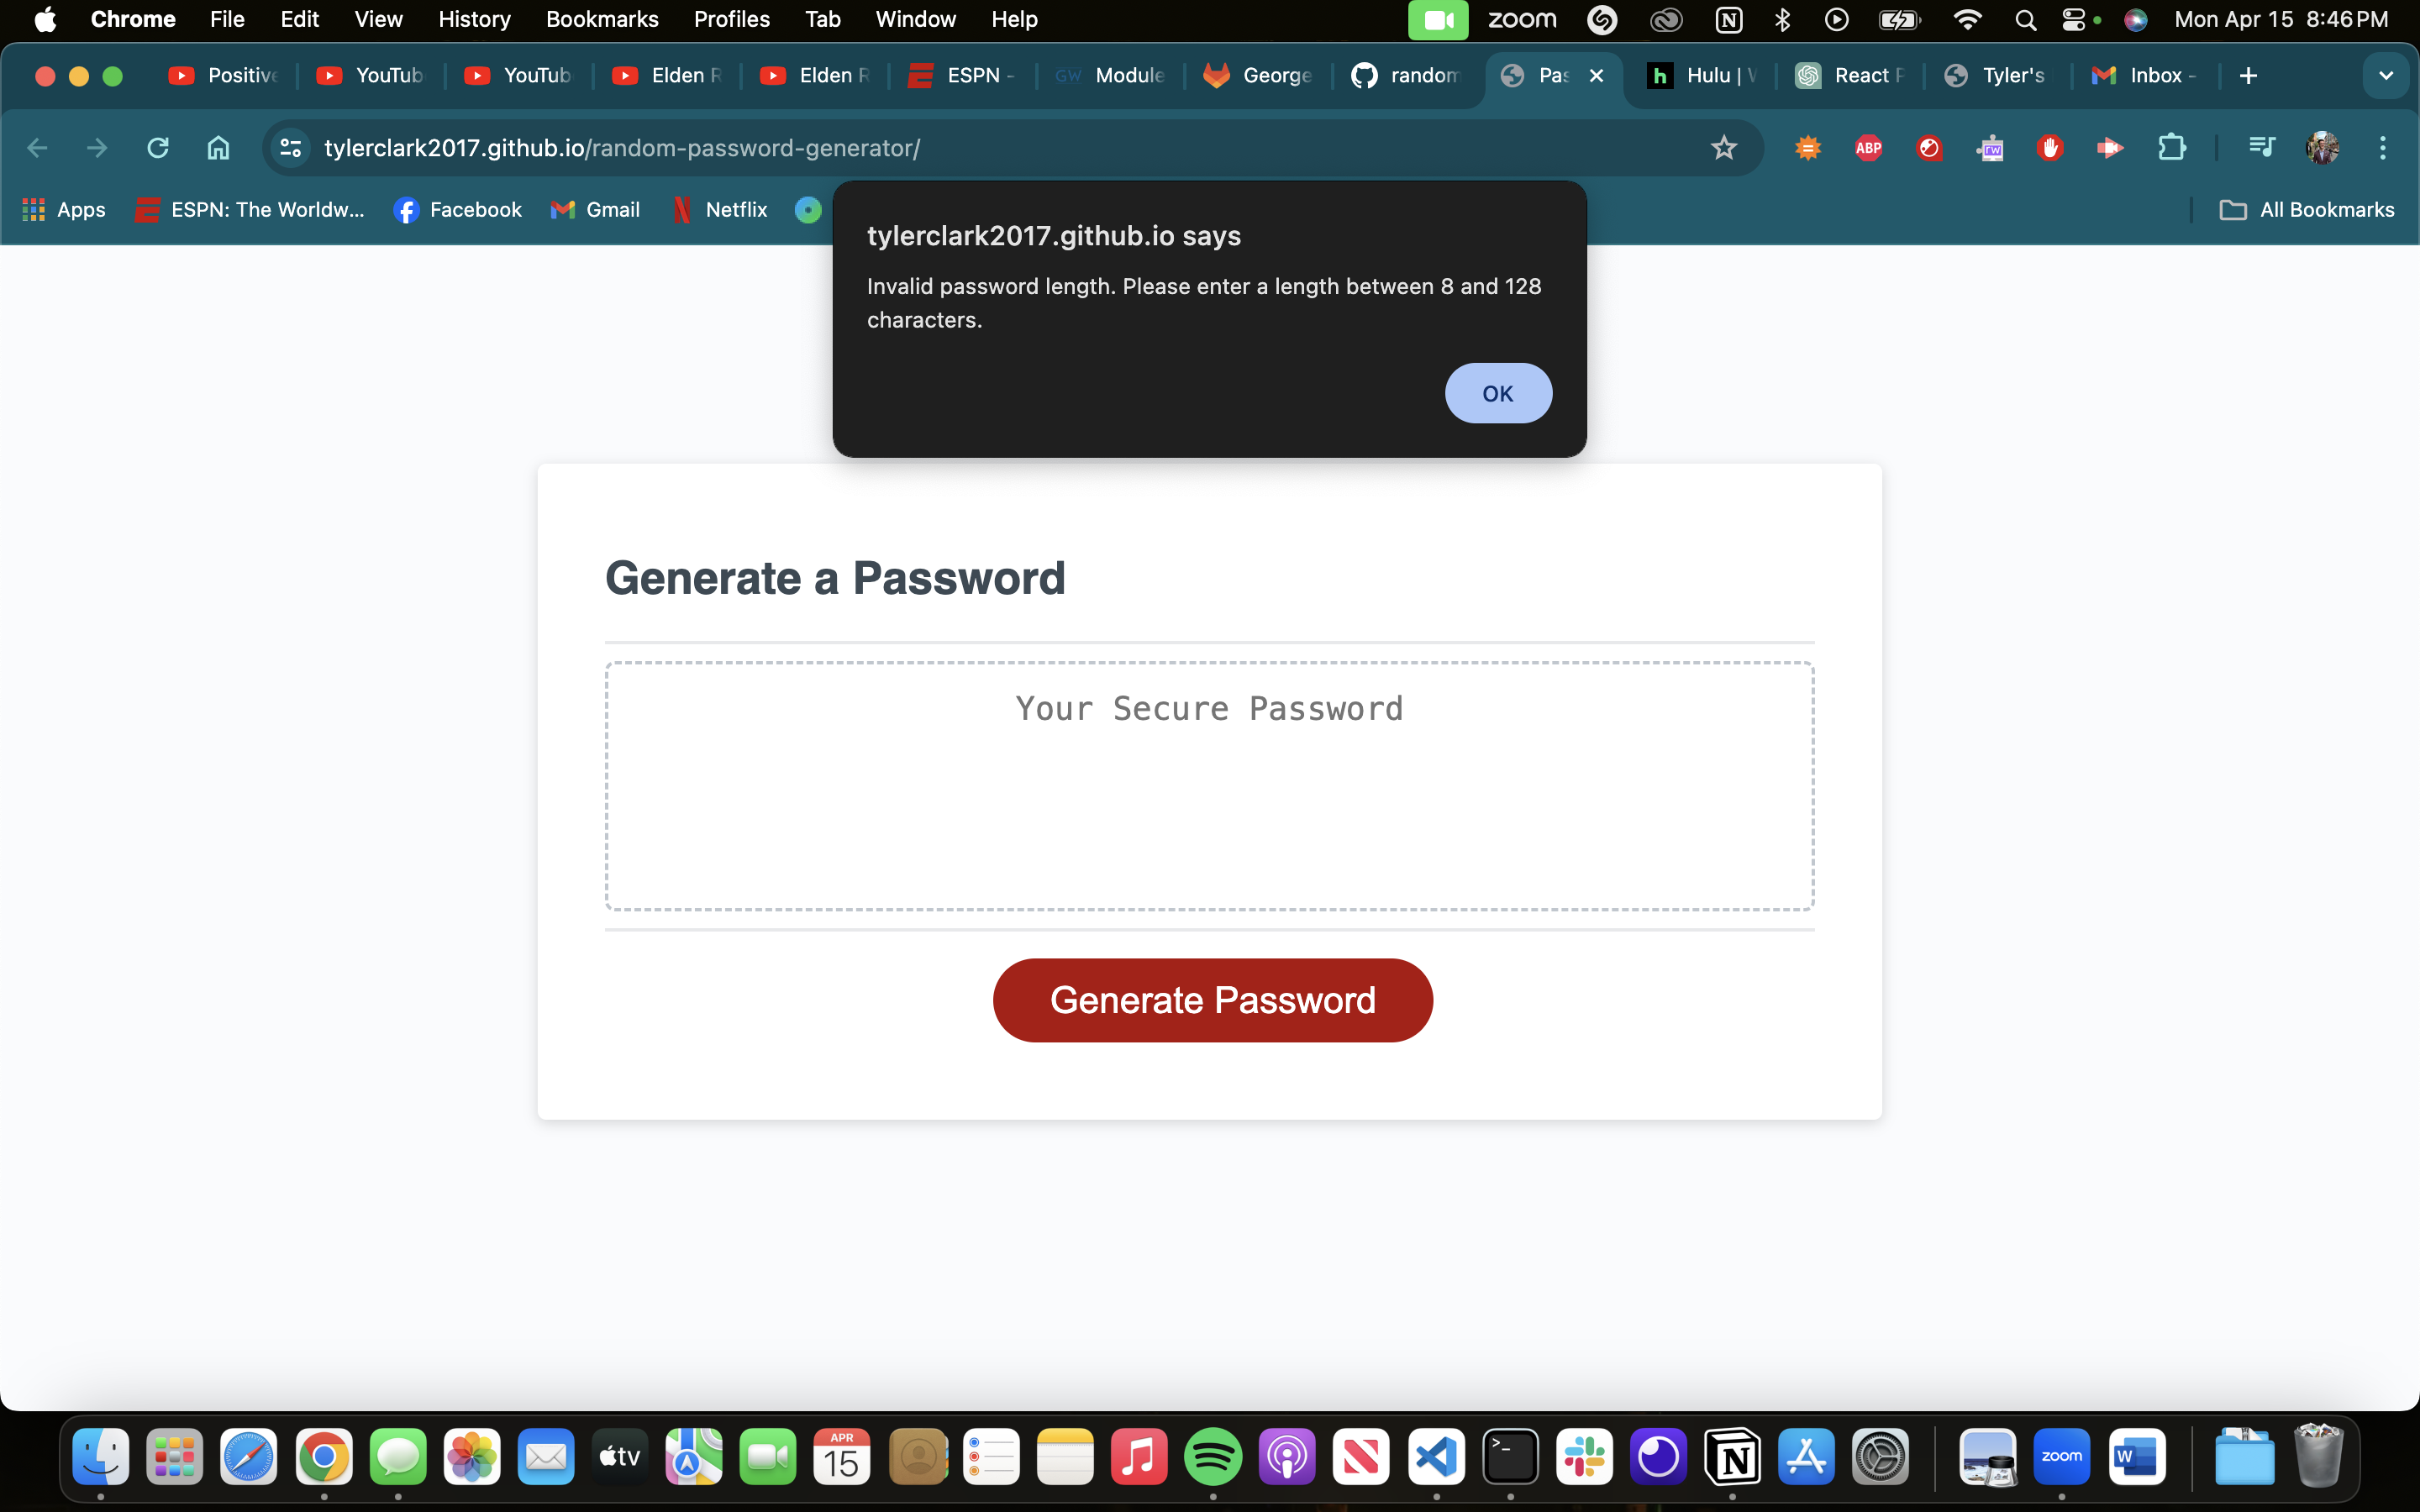 Chrome File Edit View History Bookmarks Profiles Tab Window Help zoom Mon Apr 15 8:46 PM
Positive YouTub YouTub Elden R Elden R ESPN - GW Module George random Pas Hulu | React Tyler's Inbox -
tylerclark2017.github.io/random-password-generator/ ABP rw
Apps ESPN: The Worldw... Facebook Gmail Netflix All Bookmarks
tylerclark2017.github.io says
Invalid password length. Please enter a length between 8 and 128
characters.
OK
Generate a Password
Your Secure Password
Generate Password
tv APR 15 zoom W